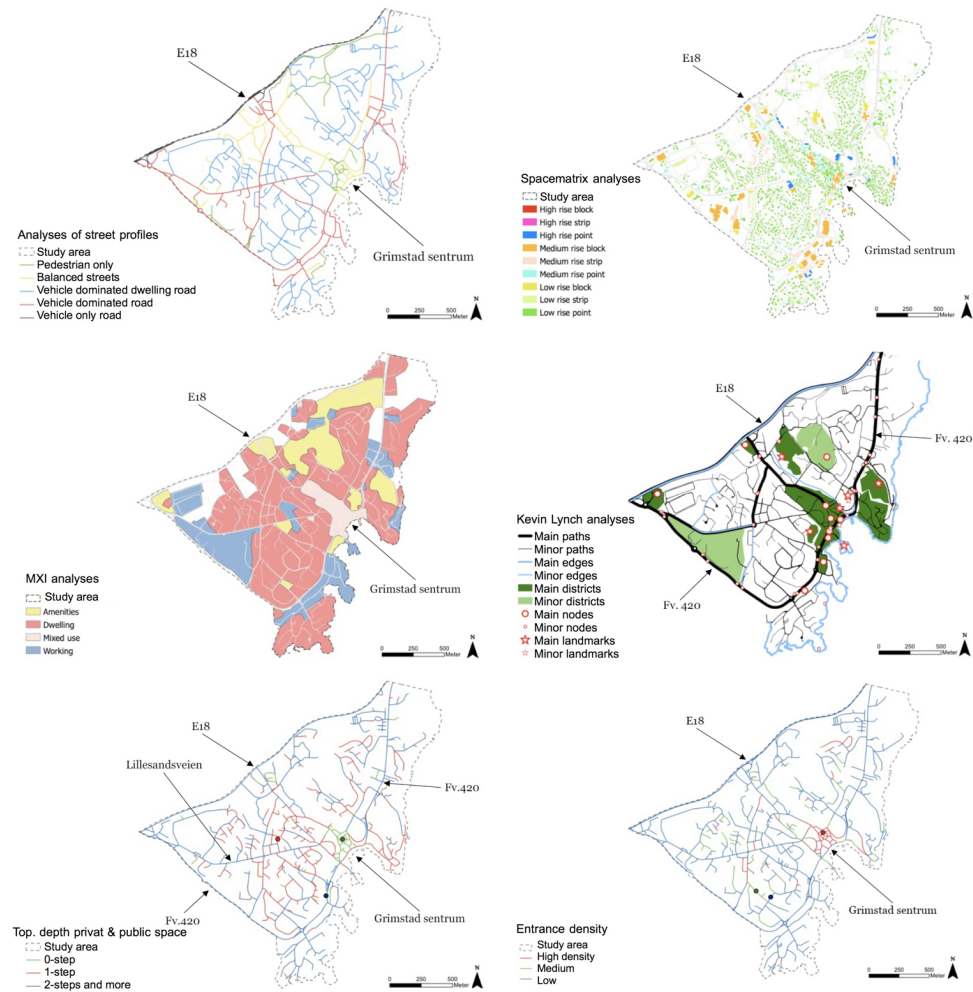 E18
Grimstad sentrum
Analyses of street profiles
Study area
Pedestrian only
Balanced streets
Vehicle dominated dwelling road
Vehicle dominated road
Vehicle only road
0 250 500
Meter
N
E18
Spacematrix analyses
Study area
High rise block
High rise strip
High rise point
Medium rise block
Medium rise strip
Medium rise point
Low rise block
Low rise strip
Low rise point
Grimstad sentrum
0 250 500
Meter
N
E18
MXI analyses
Study area
Amenities
Dwelling
Mixed use
Working
Grimstad sentrum
0 250 500
Meter
N
E18
Fv. 420
Kevin Lynch analyses
Main paths
Minor paths
Main edges
Minor edges
Main districts
Minor districts
Main nodes
Minor nodes
Main landmarks
Minor landmarks
Fv. 420
0 250 500
Meter
N
E18
Lillesandsveien
Fv.420
Fv.420
Grimstad sentrum
Top. depth privat & public space
Study area
0-step
1-step
2-steps and more
0 250 500
Meter
N
E18
Grimstad sentrum
Entrance density
Study area
High density
Medium
Low
0 250 500
Meter
N